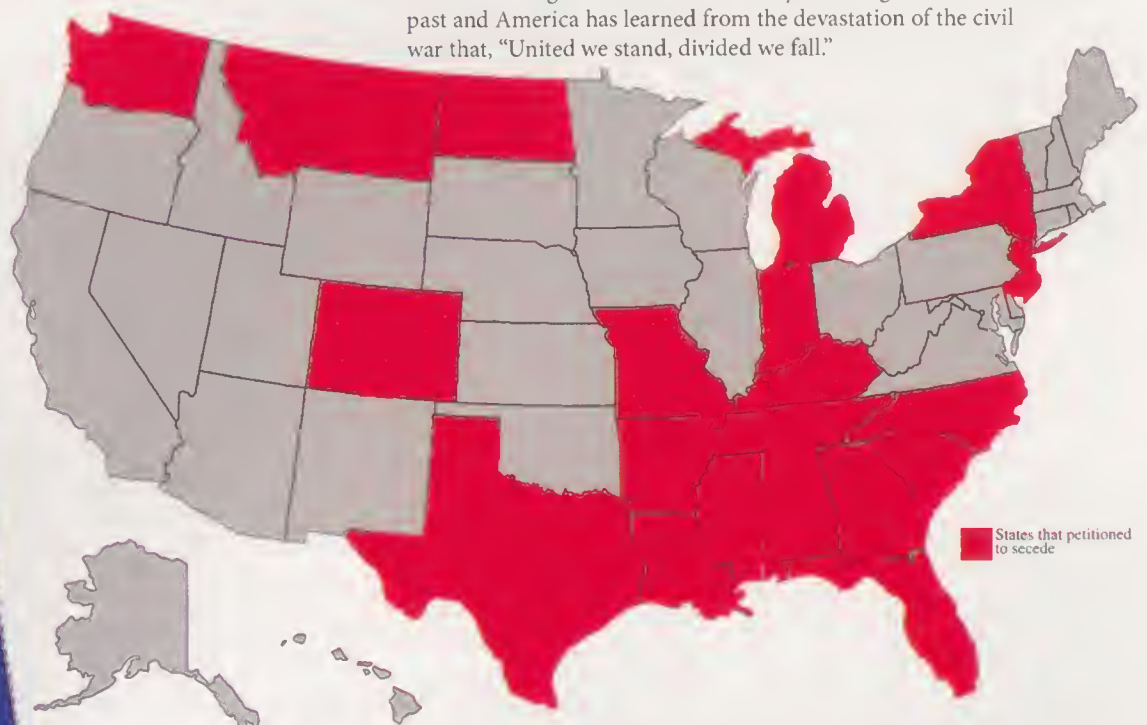 past and America has learned from the devastation of the civil
war that, “United we stand, divided we fall.”
States that petitioned
to secede